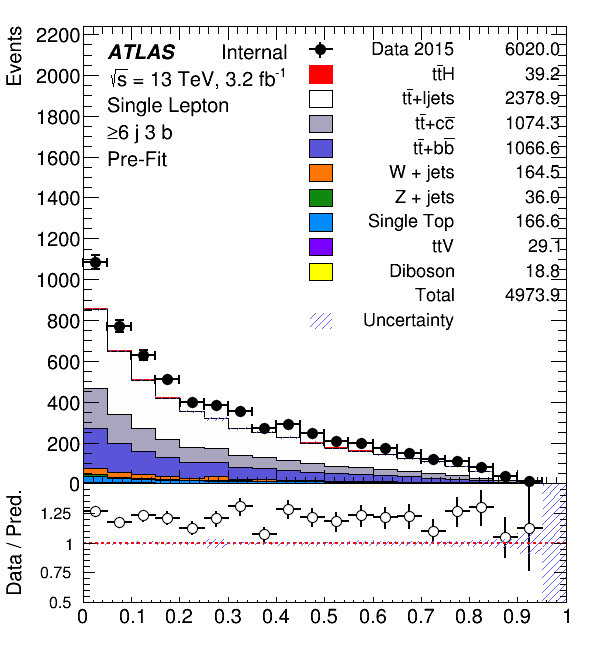 Events
2200
2000
1800
1600
1400
1200
1000
800
600
400
200
0
ATLAS Internal
√s = 13 TeV, 3.2 fb⁻¹
Single Lepton
≥6 j 3 b
Pre-Fit
Data 2015 6020.0
tt̄H 39.2
tt̄+ljets 2378.9
tt̄+cc̄ 1074.3
tt̄+bb̄ 1066.6
W + jets 164.5
Z + jets 36.0
Single Top 166.6
ttV 29.1
Diboson 18.8
Total 4973.9
Uncertainty
Data / Pred.
1.25
1
0.75
0.5
0 0.1 0.2 0.3 0.4 0.5 0.6 0.7 0.8 0.9 1